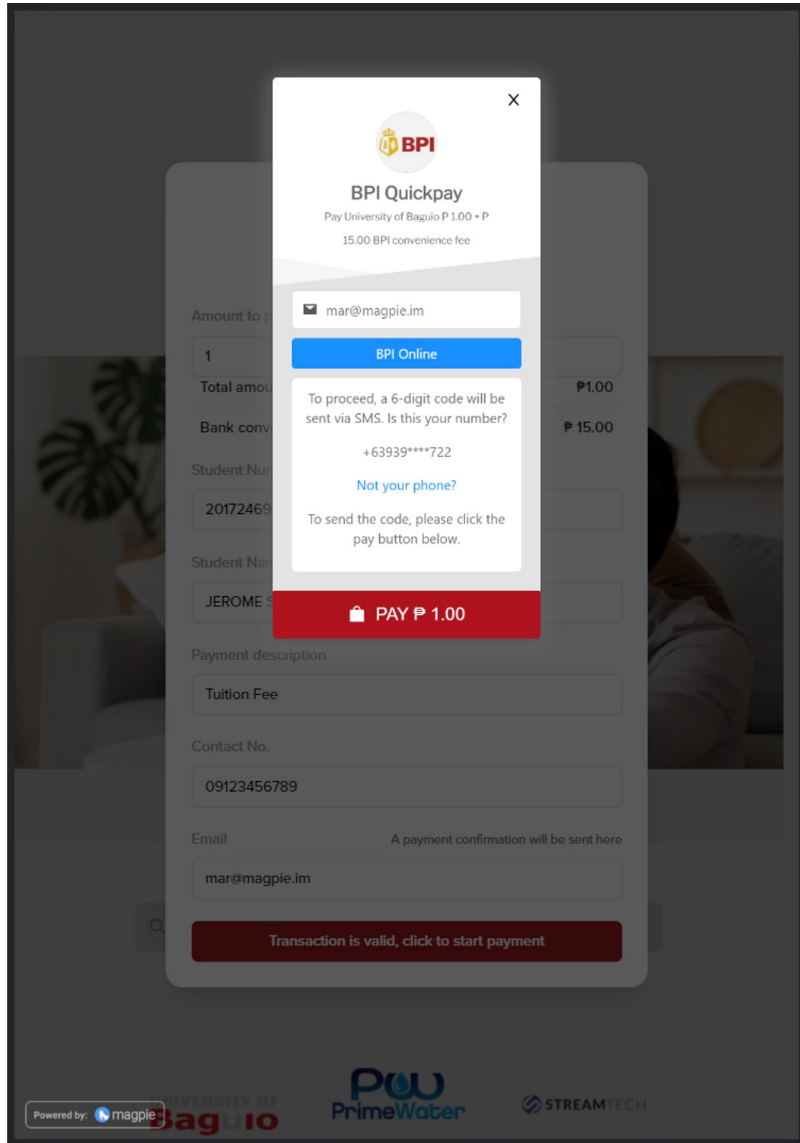 X
BPI
BPI Quickpay
Pay University of Baguio P 1.00 + P
15.00 BPI convenience fee
Amount to p
mar@magpie.im
1
BPI Online
Total amou
₱1.00
To proceed, a 6-digit code will be
sent via SMS. Is this your number?
Bank conv
₱ 15.00
+63939****722
Student Nu
Not your phone?
20172469
To send the code, please click the
pay button below.
Student Na
JEROME S
PAY ₱ 1.00
Payment description
Tuition Fee
Contact No.
09123456789
Email
A payment confirmation will be sent here
mar@magpie.im
Transaction is valid, click to start payment
Powered by: magpie
UNIVERSITY OF
Baguio
PrimeWater
STREAMTECH